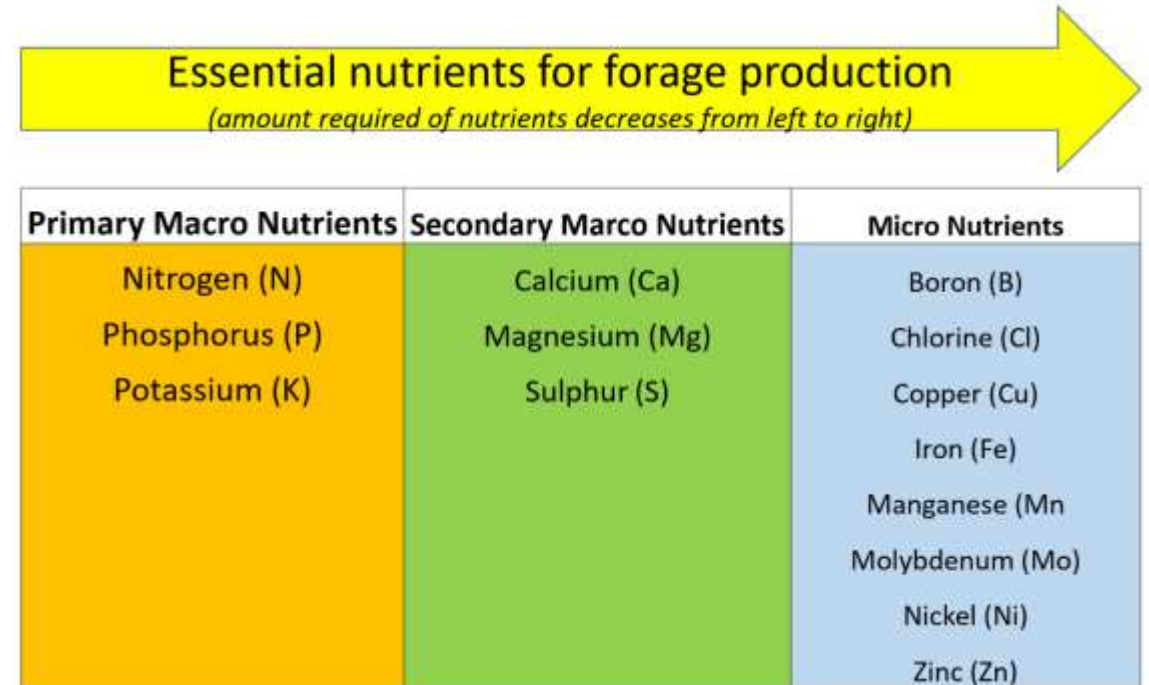 Essential nutrients for forage production
(amount required of nutrients decreases from left to right)
Primary Macro Nutrients
Nitrogen (N)
Phosphorus (P)
Potassium (K)
Secondary Marco Nutrients
Calcium (Ca)
Magnesium (Mg)
Sulphur (S)
Micro Nutrients
Boron (B)
Chlorine (Cl)
Copper (Cu)
Iron (Fe)
Manganese (Mn
Molybdenum (Mo)
Nickel (Ni)
Zinc (Zn)